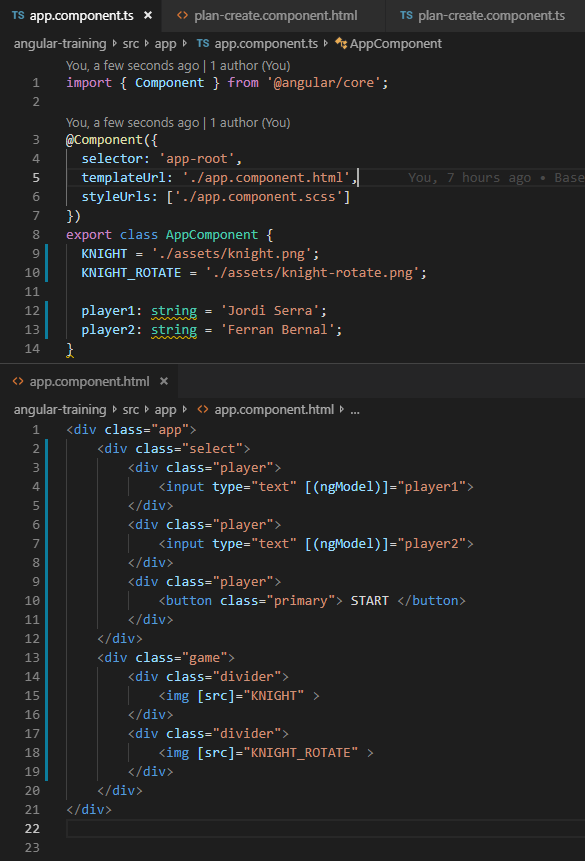 TS app.component.ts × <> plan-create.component.html TS plan-create.component.ts
angular-training > src > app > TS app.component.ts > AppComponent
You, a few seconds ago | 1 author (You)
1 import { Component } from '@angular/core';
2
You, a few seconds ago | 1 author (You)
3 @Component({
4 selector: 'app-root',
5 templateUrl: './app.component.html', You, 7 hours ago • Base
6 styleUrls: ['./app.component.scss']
7 })
8 export class AppComponent {
9 KNIGHT = './assets/knight.png';
10 KNIGHT_ROTATE = './assets/knight-rotate.png';
11
12 player1: string = 'Jordi Serra';
13 player2: string = 'Ferran Bernal';
14 }
<> app.component.html ×
angular-training > src > app > <> app.component.html > ...
1 <div class="app">
2 <div class="select">
3 <div class="player">
4 <input type="text" [(ngModel)]="player1">
5 </div>
6 <div class="player">
7 <input type="text" [(ngModel)]="player2">
8 </div>
9 <div class="player">
10 <button class="primary"> START </button>
11 </div>
12 </div>
13 <div class="game">
14 <div class="divider">
15 <img [src]="KNIGHT" >
16 </div>
17 <div class="divider">
18 <img [src]="KNIGHT_ROTATE" >
19 </div>
20 </div>
21 </div>
22
23